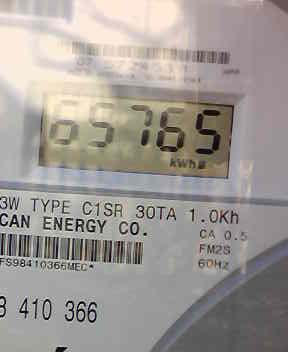 65765
kWh
3W TYPE C1SR 30TA 1.0Kh
CAN ENERGY CO.
CA 0.5
FM2S
FS98410366MEC*
60Hz
410 366